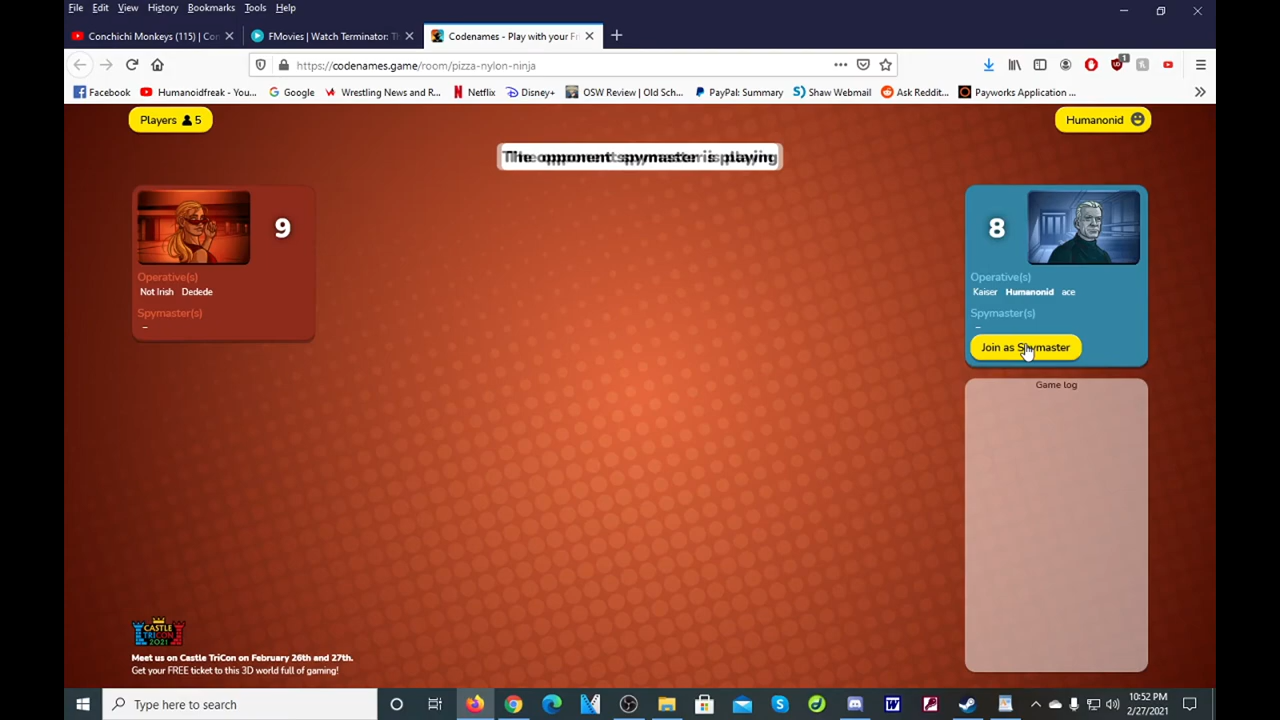 File Edit View History Bookmarks Tools Help
Conchichi Monkeys (115) | Con
FMovies | Watch Terminator: Th
Codenames - Play with your Fr
https://codenames.game/room/pizza-nylon-ninja
Facebook Humanoidfreak - You... Google Wrestling News and R... Netflix Disney+ OSW Review | Old Sch... PayPal: Summary Shaw Webmail Ask Reddit... Payworks Application ...
Players 5
Humanonid
The opponent spymaster is playing
9
Operative(s)
Not Irish Dedede
Spymaster(s)
–
8
Operative(s)
Kaiser Humanonid ace
Spymaster(s)
–
Join as Spymaster
Game log
CASTLE
TRICON
2021
Meet us on Castle TriCon on February 26th and 27th.
Get your FREE ticket to this 3D world full of gaming!
Type here to search
10:52 PM
2/27/2021